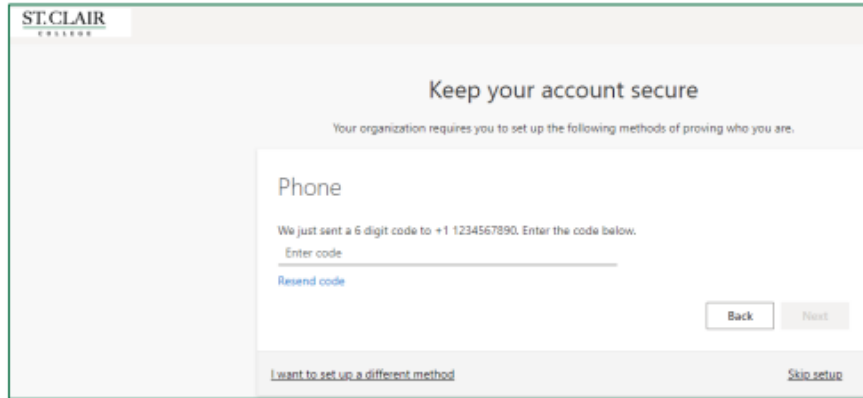 ST. CLAIR
COLLEGE
Keep your account secure
Your organization requires you to set up the following methods of proving who you are.
Phone
We just sent a 6 digit code to +1 1234567890. Enter the code below.
Enter code
Resend code
Back Next
I want to set up a different method Skip setup